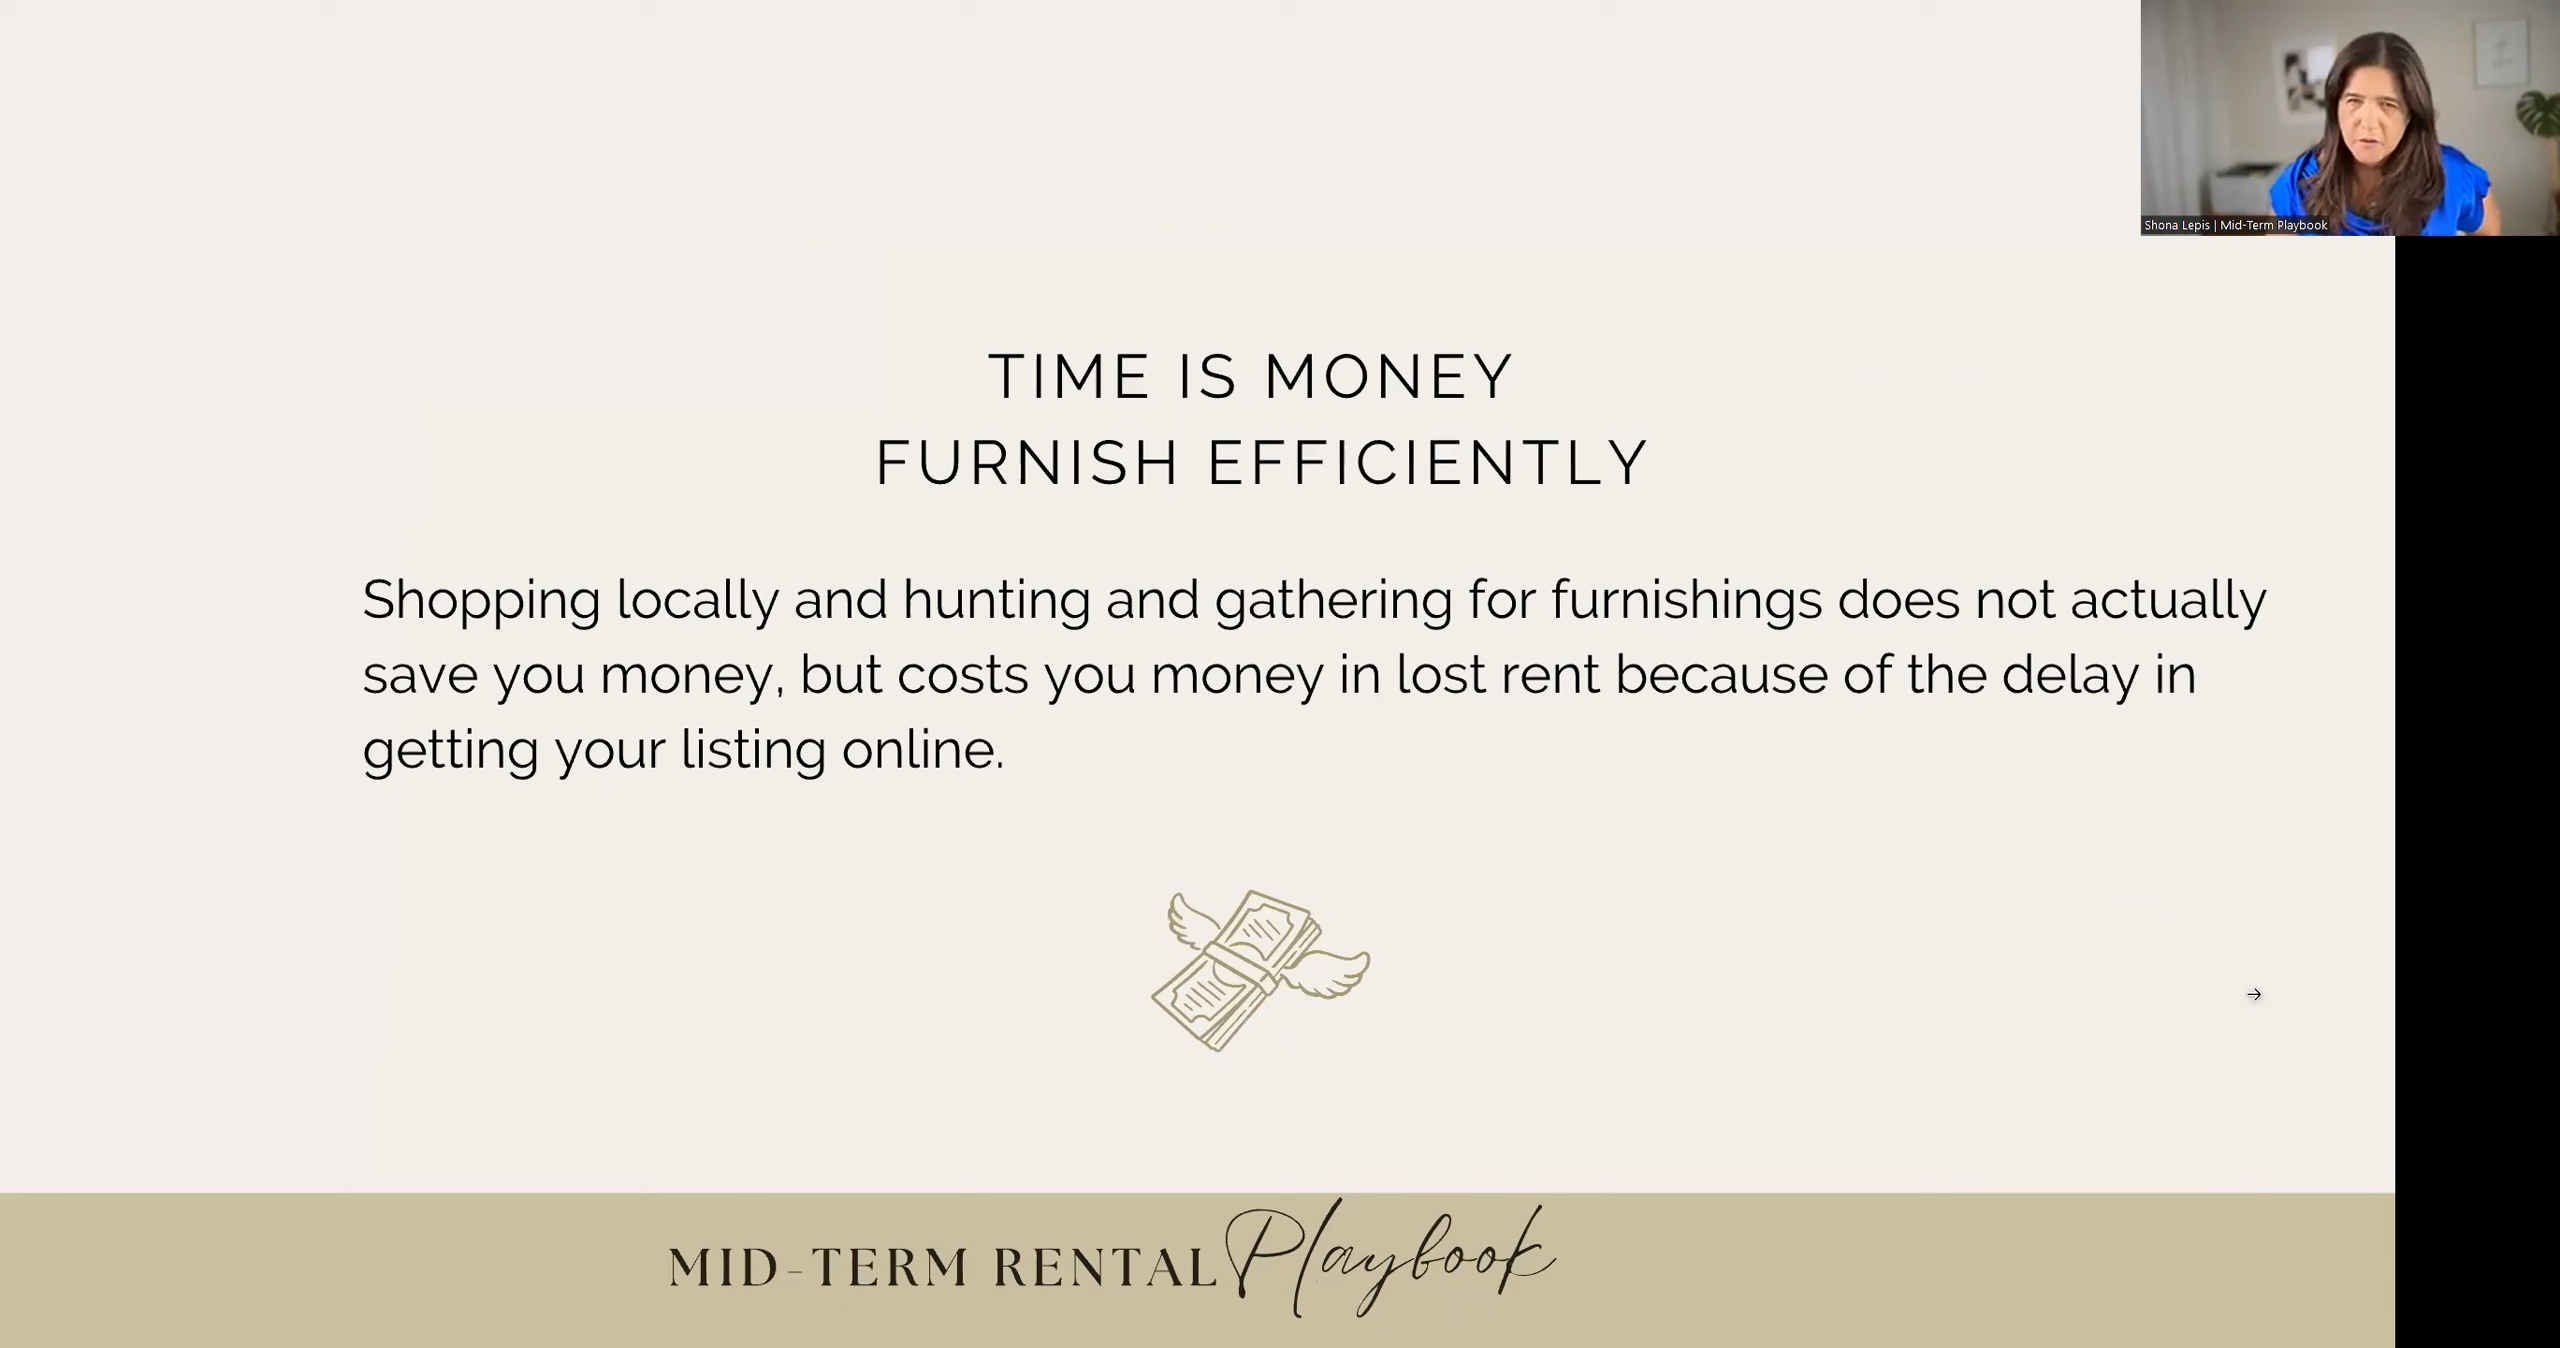 Shona Lepis | Mid-Term Playbook
TIME IS MONEY
FURNISH EFFICIENTLY
Shopping locally and hunting and gathering for furnishings does not actually
save you money, but costs you money in lost rent because of the delay in
getting your listing online.
MID-TERM RENTAL Playbook